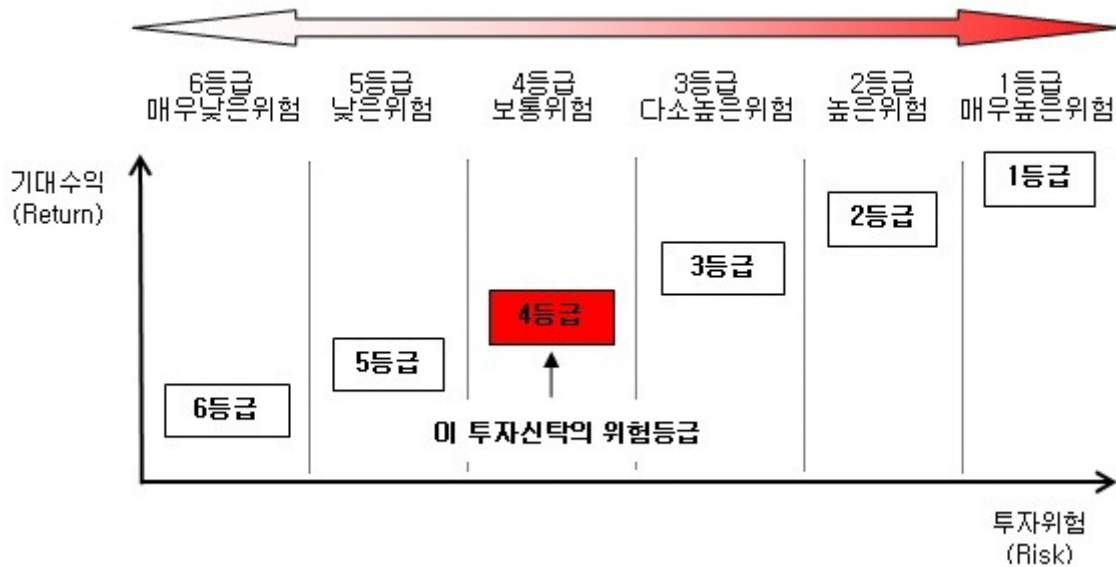 6등급
매우낮은위험
5등급
낮은위험
4등급
보통위험
3등급
다소높은위험
2등급
높은위험
1등급
매우높은위험
기대수익
(Return)
1등급
2등급
3등급
4등급
5등급
6등급
이 투자신탁의 위험등급
투자위험
(Risk)